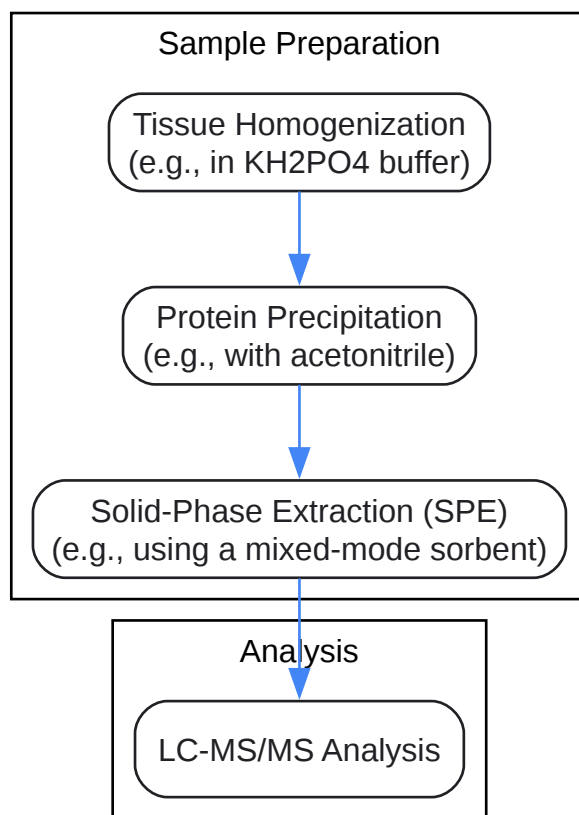 Sample Preparation
Tissue Homogenization
(e.g., in KH2PO4 buffer)
Protein Precipitation
(e.g., with acetonitrile)
Solid-Phase Extraction (SPE)
(e.g., using a mixed-mode sorbent)
Analysis
LC-MS/MS Analysis